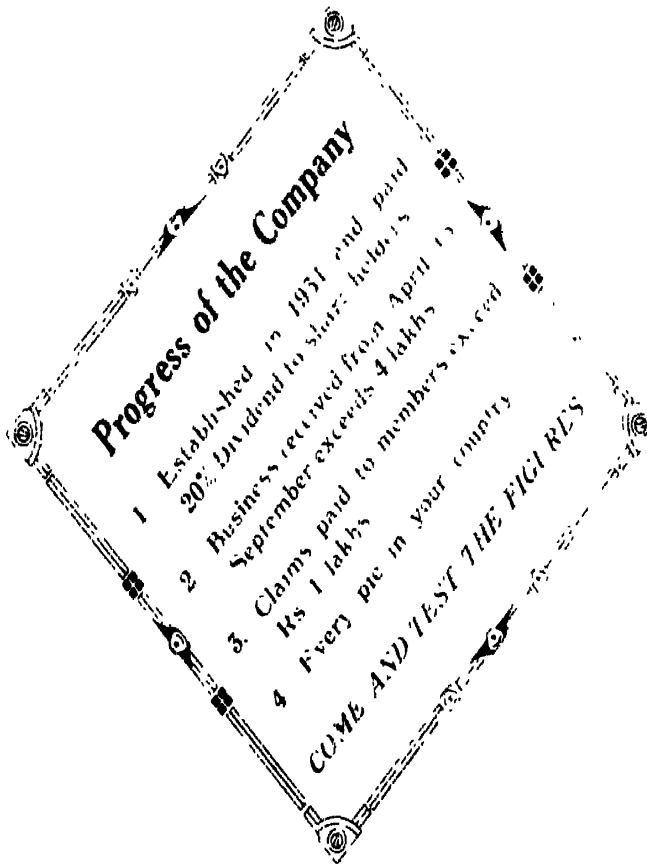 Progress of the Company
1 Established in 1931 and paid
20% Dividend to share holders
2 Business received from April to
September exceeds 4 lakhs
3. Claims paid to members exceed
Rs 1 lakhs
4 Every pie in your country
COME AND TEST THE FIGURES